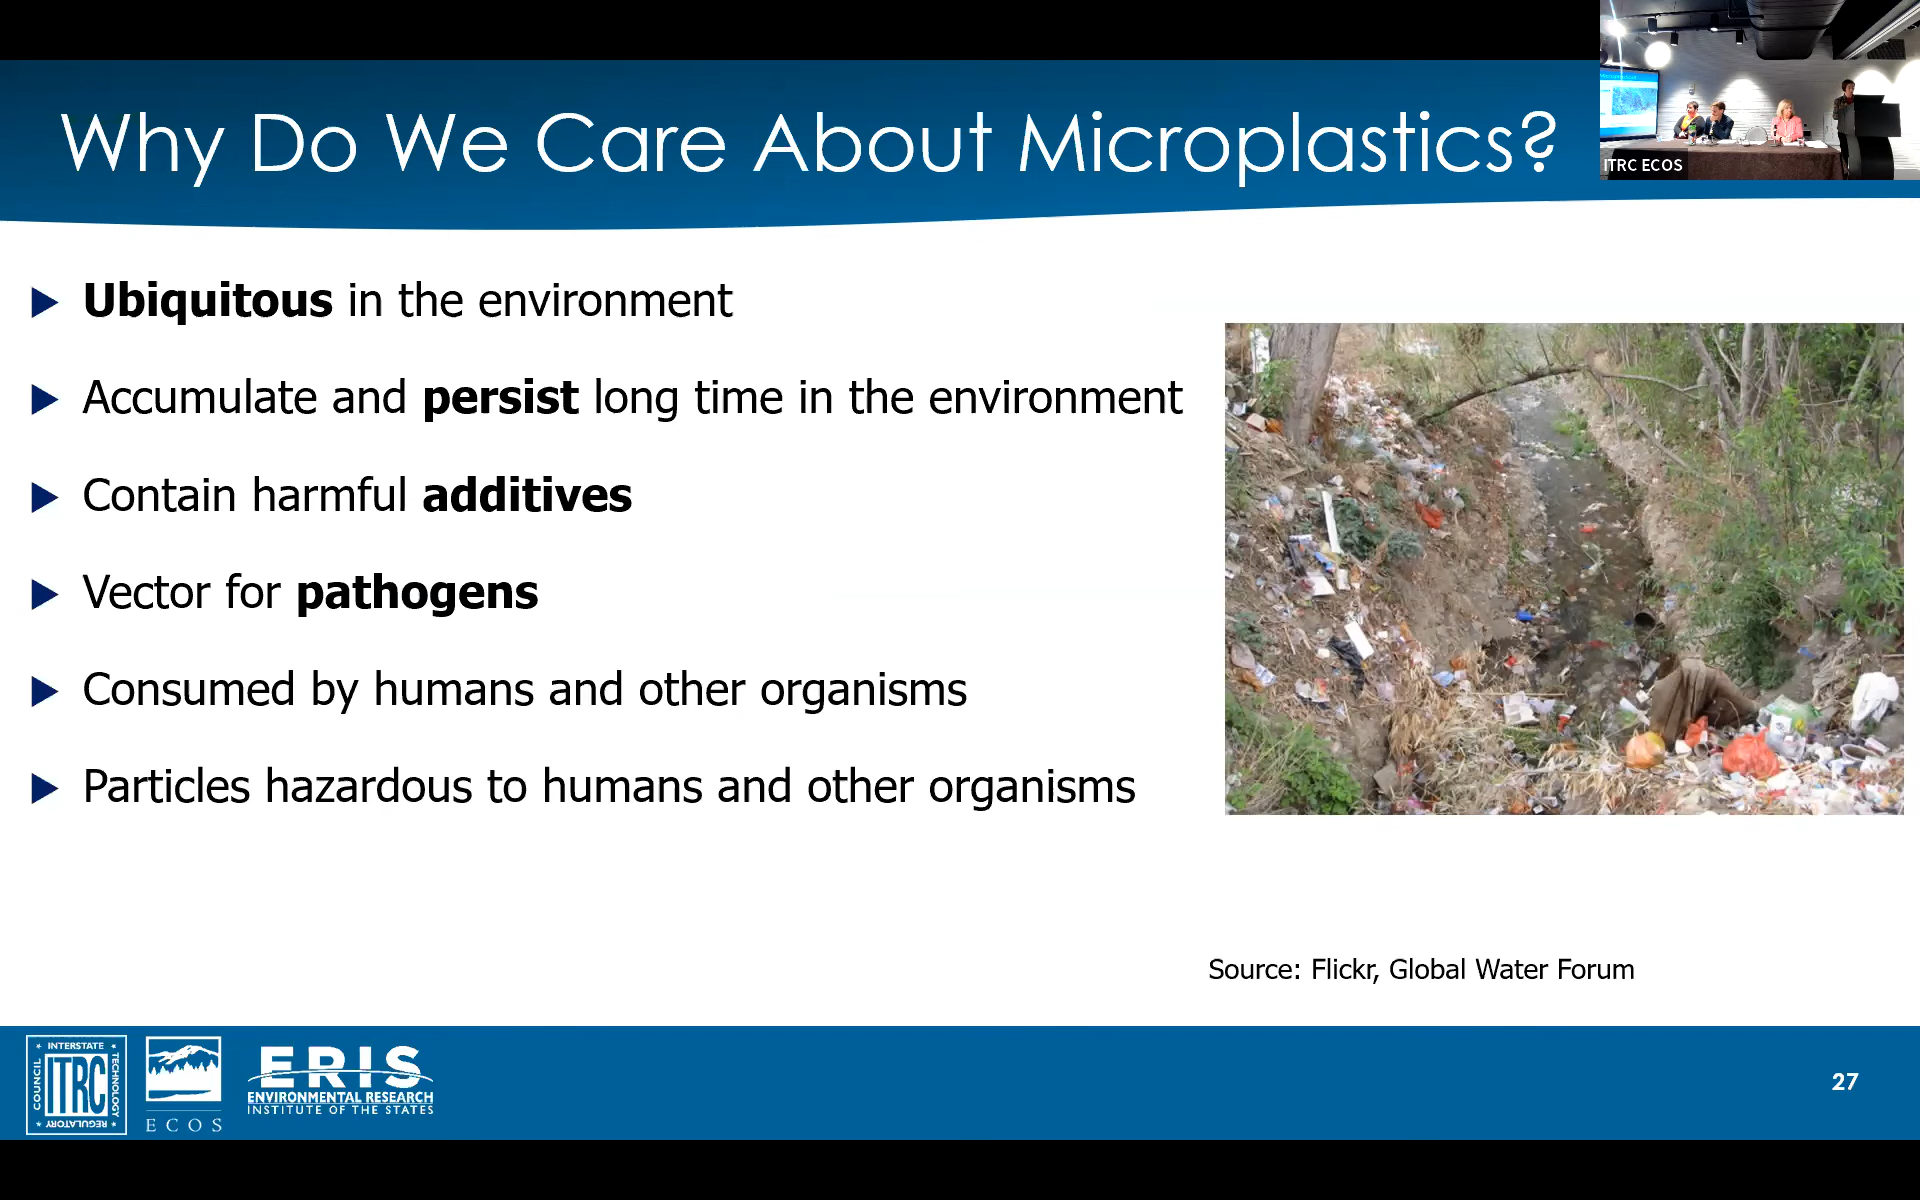 Why Do We Care About Microplastics?
ITRC ECOS
Ubiquitous in the environment
Accumulate and persist long time in the environment
Contain harmful additives
Vector for pathogens
Consumed by humans and other organisms
Particles hazardous to humans and other organisms
Source: Flickr, Global Water Forum
INTERSTATE
TECHNOLOGY
REGULATORY
COUNCIL
ITRC
ECOS
ERIS
ENVIRONMENTAL RESEARCH
INSTITUTE OF THE STATES
27